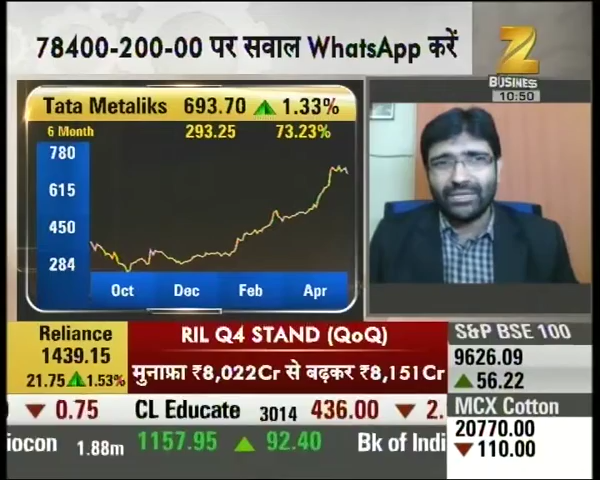 78400-200-00 पर सवाल WhatsApp करें
Z
BUSINESS
10:50
Tata Metaliks 693.70 1.33%
6 Month 293.25 73.23%
780
615
450
284
Oct Dec Feb Apr
Reliance
1439.15
21.75 1.53%
RIL Q4 STAND (QoQ)
मुनाफा ₹8,022Cr से बढ़कर ₹8,151Cr
S&P BSE 100
9626.09
56.22
MCX Cotton
20770.00
110.00
0.75 CL Educate 3014 436.00 2.
iocon 1.88m 1157.95 92.40 Bk of Indi